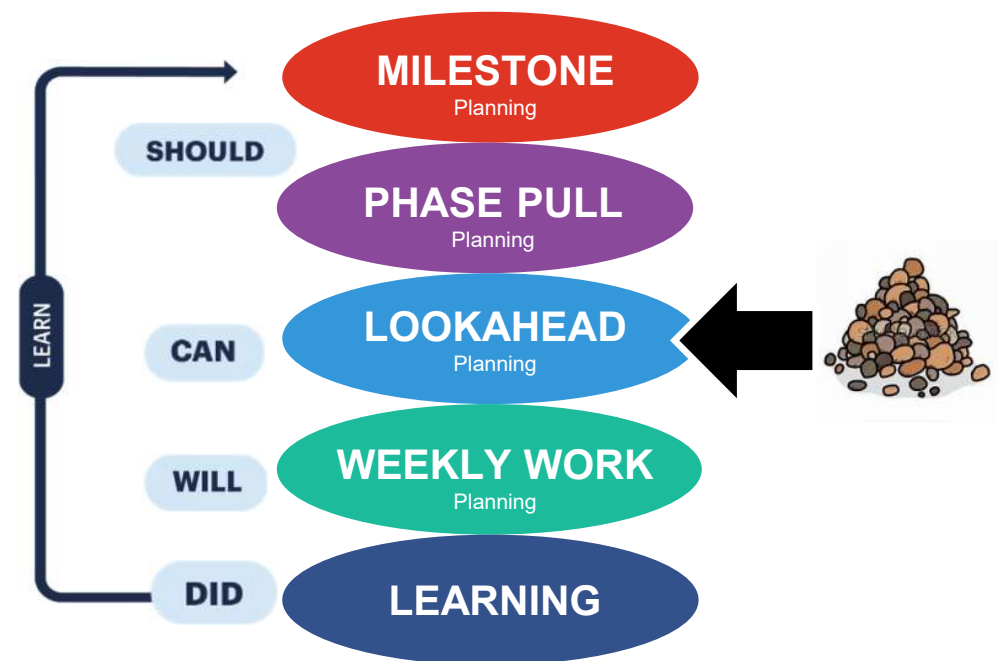 MILESTONE
Planning
SHOULD
PHASE PULL
Planning
LEARN
LOOKAHEAD
Planning
CAN
WEEKLY WORK
Planning
WILL
DID
LEARNING